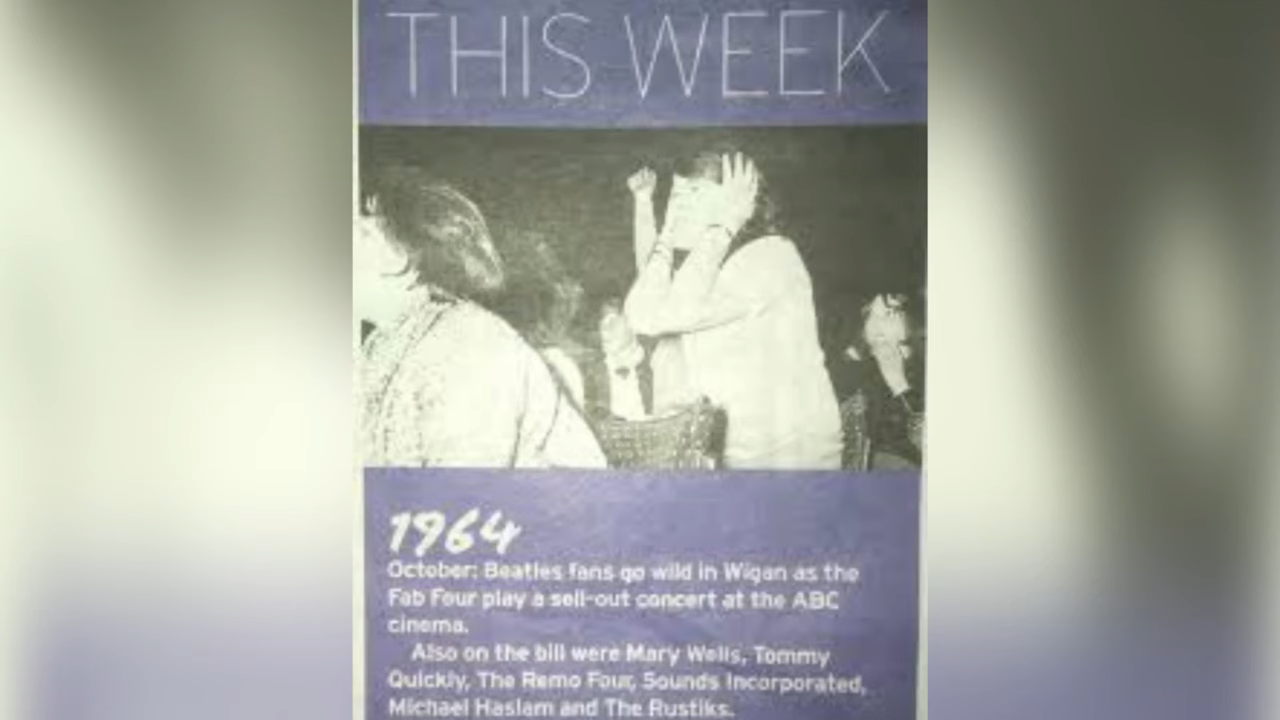 THIS WEEK
1964
October: Beatles fans go wild in Wigan as the
Fab Four play a sell-out concert at the ABC
cinema.
Also on the bill were Mary Wells, Tommy
Quickly, The Remo Four, Sounds Incorporated,
Michael Haslam and The Rustiks.